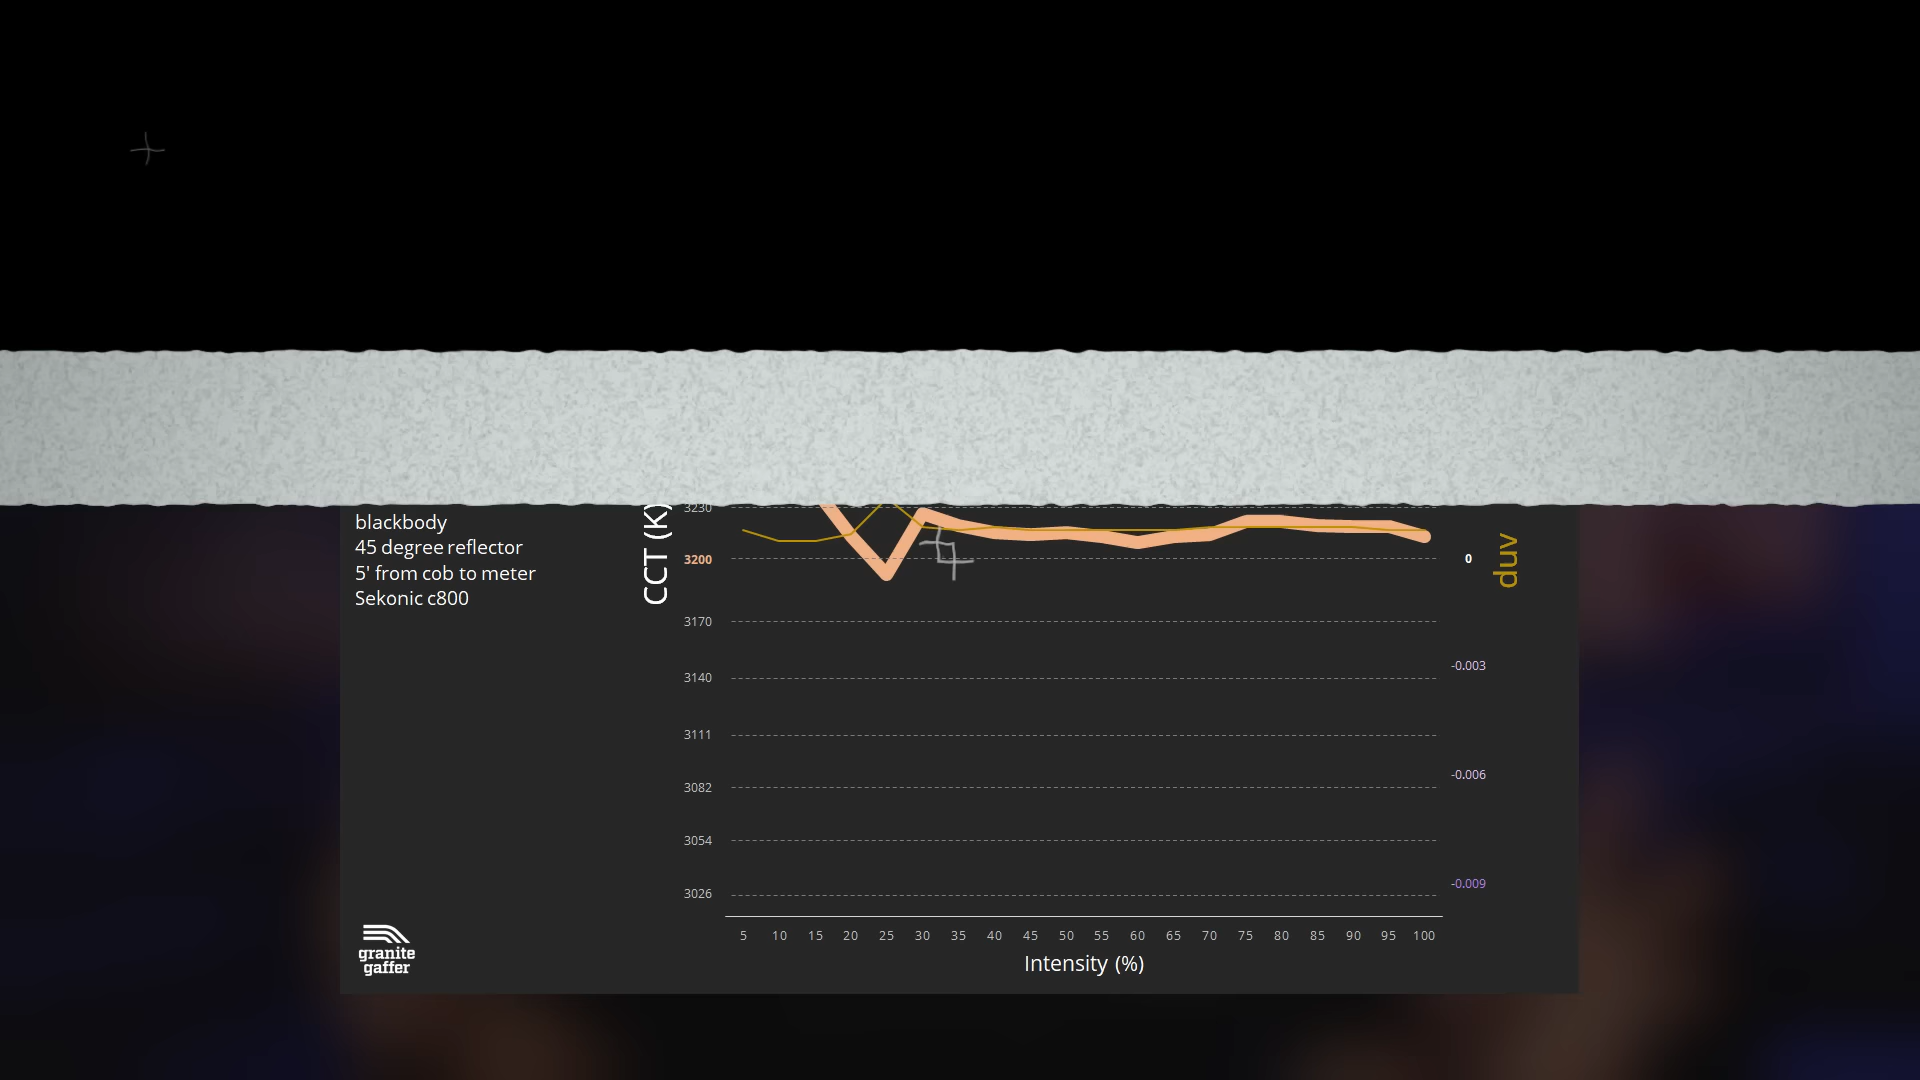 blackbody
45 degree reflector
5' from cob to meter
Sekonic c800
CCT (K)
3230
3200
3170
3140
3111
3082
3054
3026
0
-0.003
-0.006
-0.009
duv
5 10 15 20 25 30 35 40 45 50 55 60 65 70 75 80 85 90 95 100
Intensity (%)
granite
gaffer